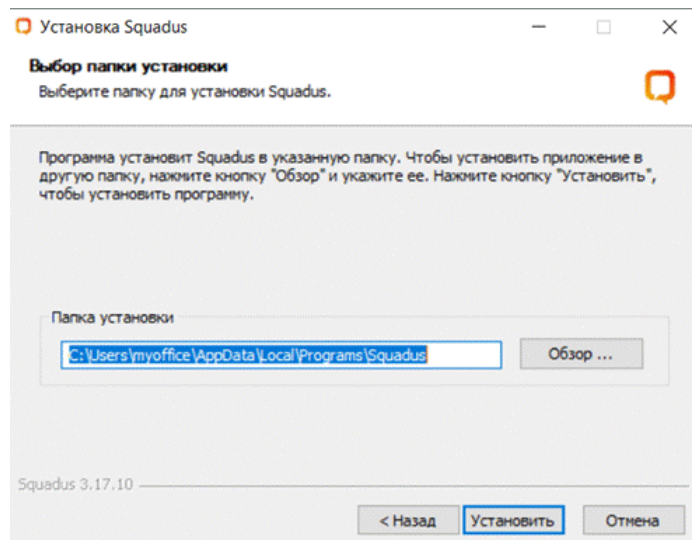 Установка Squadus
Выбор папки установки
Выберите папку для установки Squadus.
Программа установит Squadus в указанную папку. Чтобы установить приложение в
другую папку, нажмите кнопку "Обзор" и укажите ее. Нажмите кнопку "Установить",
чтобы установить программу.
Папка установки
C:\Users\myoffice\AppData\Local\Programs\Squadus
Обзор ...
Squadus 3.17.10
< Назад
Установить
Отмена